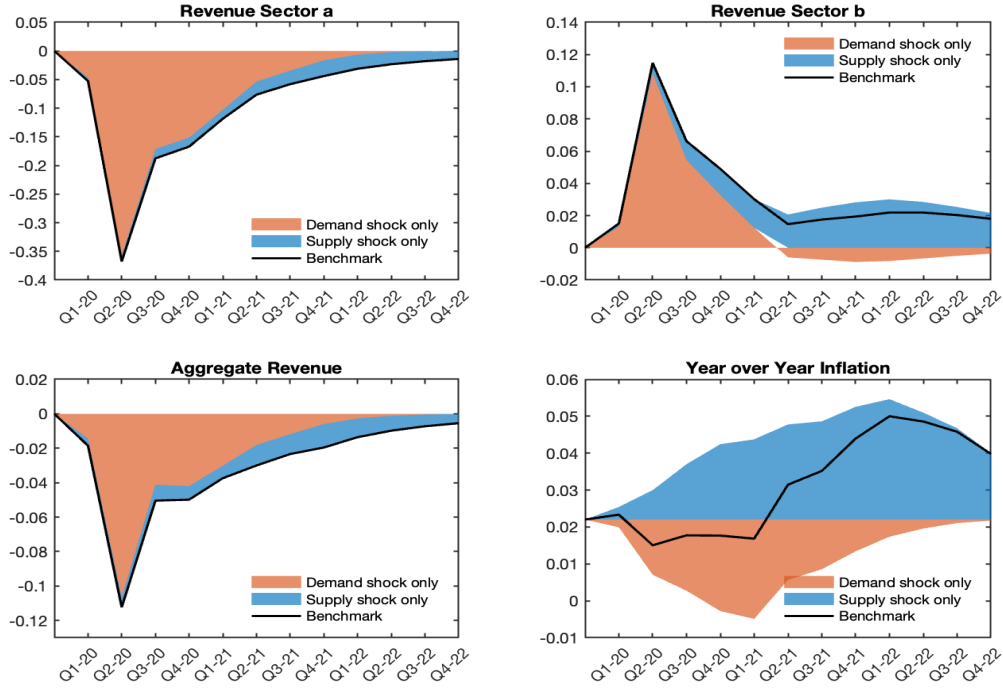 Revenue Sector a
0.05
0
-0.05
-0.1
-0.15
-0.2
-0.25
-0.3
-0.35
-0.4
Demand shock only
Supply shock only
Benchmark
Q1-20
Q2-20
Q3-20
Q4-20
Q1-21
Q2-21
Q3-21
Q4-21
Q1-22
Q2-22
Q3-22
Q4-22
Revenue Sector b
0.14
0.12
0.1
0.08
0.06
0.04
0.02
0
-0.02
Demand shock only
Supply shock only
Benchmark
Q1-20
Q2-20
Q3-20
Q4-20
Q1-21
Q2-21
Q3-21
Q4-21
Q1-22
Q2-22
Q3-22
Q4-22
Aggregate Revenue
0.02
0
-0.02
-0.04
-0.06
-0.08
-0.1
-0.12
Demand shock only
Supply shock only
Benchmark
Q1-20
Q2-20
Q3-20
Q4-20
Q1-21
Q2-21
Q3-21
Q4-21
Q1-22
Q2-22
Q3-22
Q4-22
Year over Year Inflation
0.06
0.05
0.04
0.03
0.02
0.01
0
-0.01
Demand shock only
Supply shock only
Benchmark
Q1-20
Q2-20
Q3-20
Q4-20
Q1-21
Q2-21
Q3-21
Q4-21
Q1-22
Q2-22
Q3-22
Q4-22